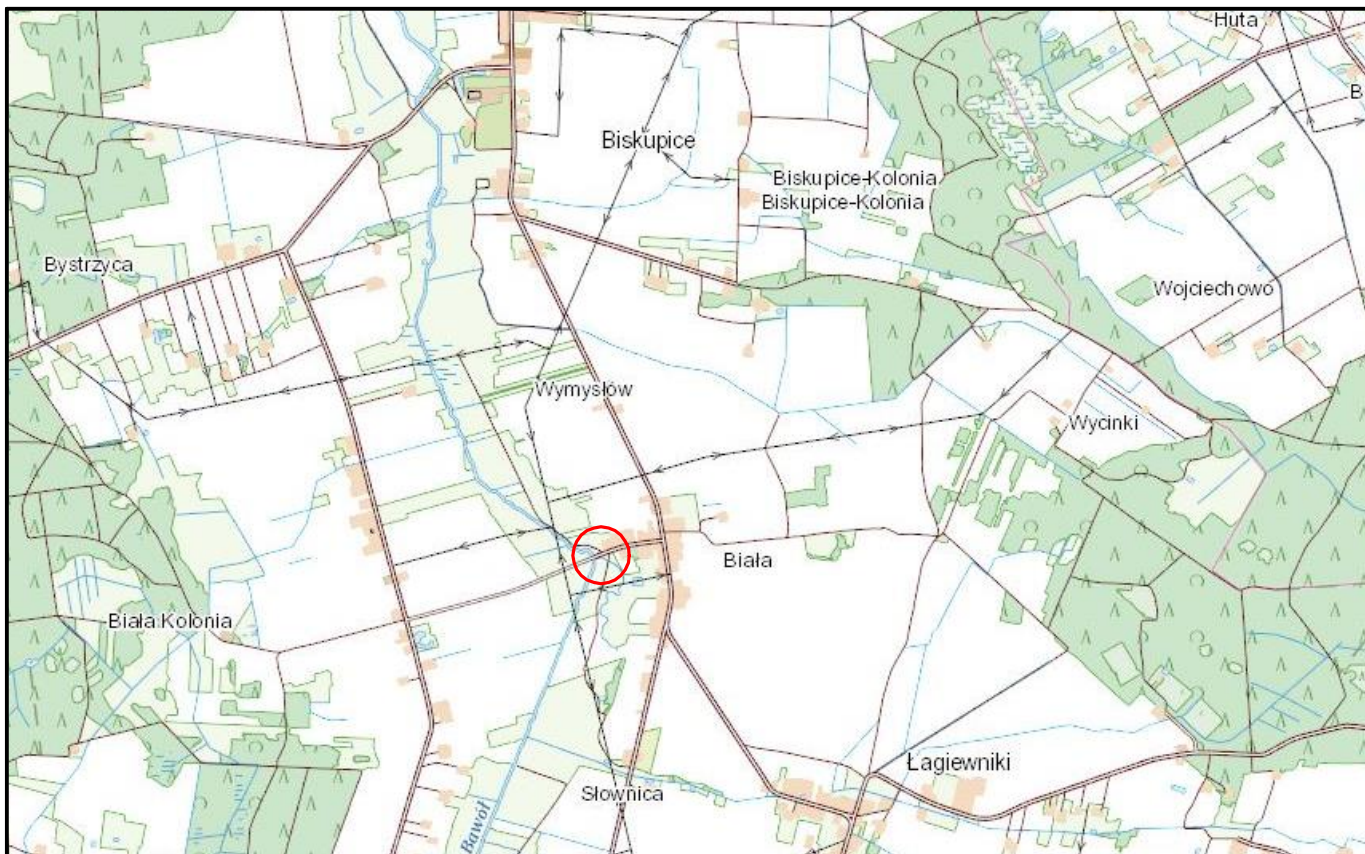 Huta
B
Biskupice
Biskupice-Kolonia
Biskupice-Kolonia
Bystrzyca
Wojciechowo
Wymysłów
Wycinki
Biała
Biała Kolonia
Łagiewniki
Słownica
Bawół